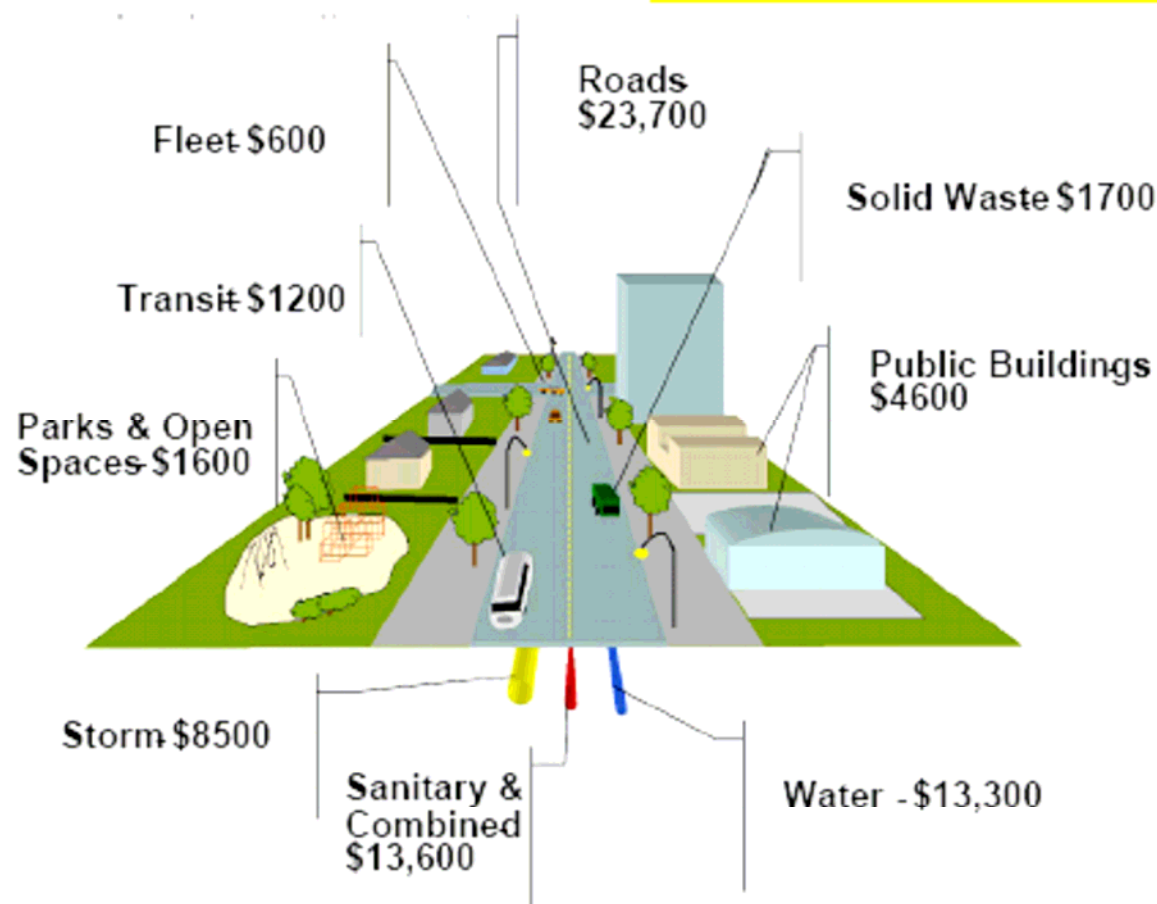 Roads
$23,700
Fleet $600
Solid Waste $1700
Transit $1200
Public Buildings
$4600
Parks & Open
Spaces $1600
Storm $8500
Sanitary &
Combined
$13,600
Water - $13,300